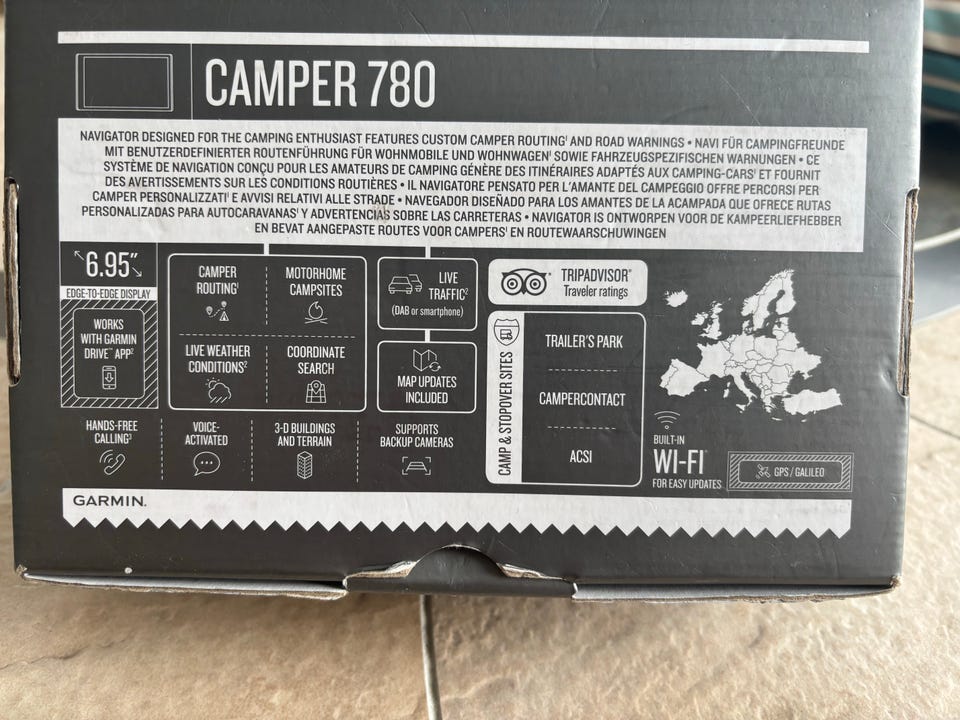 CAMPER 780
NAVIGATOR DESIGNED FOR THE CAMPING ENTHUSIAST FEATURES CUSTOM CAMPER ROUTING¹ AND ROAD WARNINGS • NAVI FÜR CAMPINGFREUNDE
MIT BENUTZERDEFINIERTER ROUTENFÜHRUNG FÜR WOHNMOBILE UND WOHNWAGEN¹ SOWIE FAHRZEUGSPEZIFISCHEN WARNUNGEN • CE
SYSTÈME DE NAVIGATION CONÇU POUR LES AMATEURS DE CAMPING GÉNÈRE DES ITINÉRAIRES ADAPTÉS AUX CAMPING-CARS¹ ET FOURNIT
DES AVERTISSEMENTS SUR LES CONDITIONS ROUTIÈRES • IL NAVIGATORE PENSATO PER L'AMANTE DEL CAMPEGGIO OFFRE PERCORSI PER
CAMPER PERSONALIZZATI¹ E AVVISI RELATIVI ALLE STRADE • NAVEGADOR DISEÑADO PARA LOS AMANTES DE LA ACAMPADA QUE OFRECE RUTAS
PERSONALIZADAS PARA AUTOCARAVANAS¹ Y ADVERTENCIAS SOBRE LAS CARRETERAS • NAVIGATOR IS ONTWORPEN VOOR DE KAMPEERLIEFHEBBER
EN BEVAT AANGEPASTE ROUTES VOOR CAMPERS¹ EN ROUTEWAARSCHUWINGEN
6.95"
EDGE-TO-EDGE DISPLAY
WORKS
WITH GARMIN
DRIVE™ APP²
CAMPER
ROUTING¹
MOTORHOME
CAMPSITES
LIVE WEATHER
CONDITIONS²
COORDINATE
SEARCH
LIVE
TRAFFIC²
(DAB or smartphone)
MAP UPDATES
INCLUDED
TRIPADVISOR®
Traveler ratings
CAMP & STOPOVER SITES
TRAILER'S PARK
CAMPERCONTACT
ACSI
HANDS-FREE
CALLING³
VOICE-
ACTIVATED
3-D BUILDINGS
AND TERRAIN
SUPPORTS
BACKUP CAMERAS
BUILT-IN
WI-FI®
FOR EASY UPDATES
GPS / GALILEO
GARMIN.